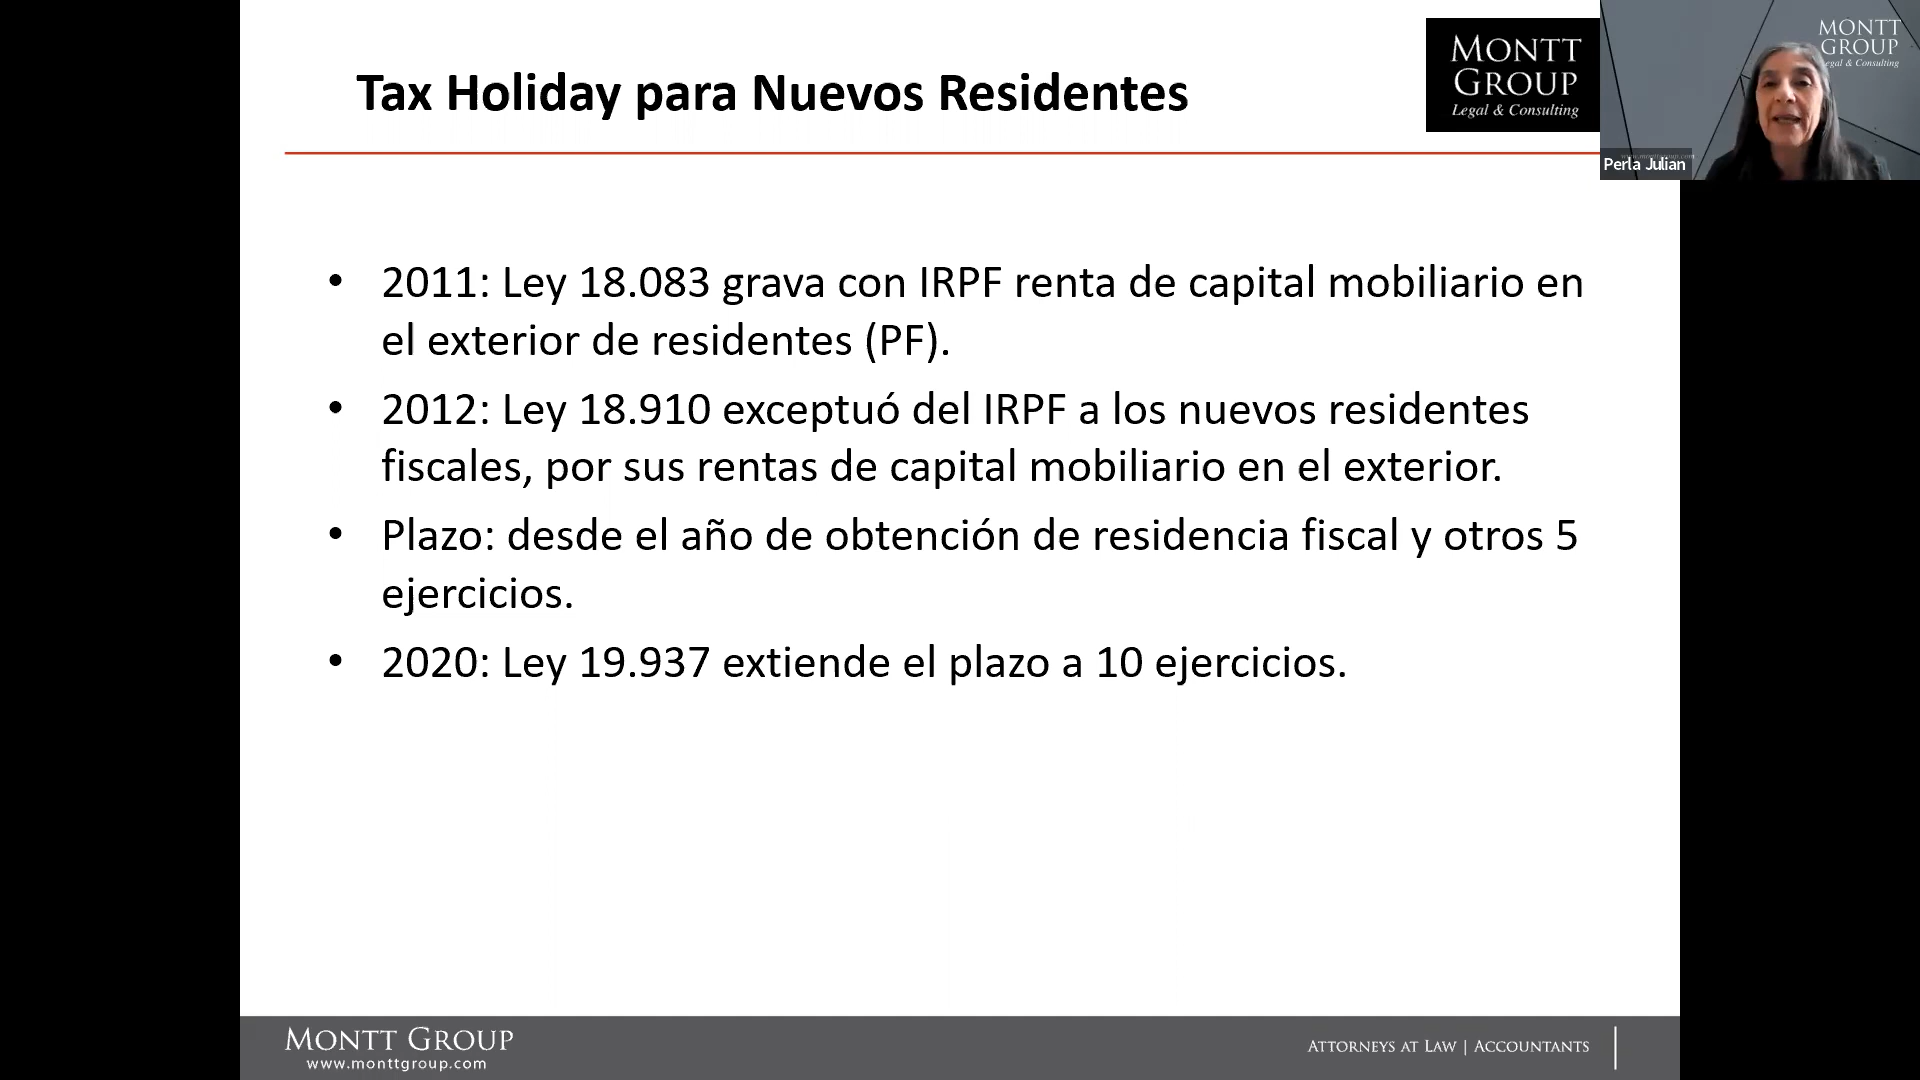 Tax Holiday para Nuevos Residentes
MONTT
GROUP
Legal & Consulting
MONTT
GROUP
egal & Consulting
Perla Julian
• 2011: Ley 18.083 grava con IRPF renta de capital mobiliario en
el exterior de residentes (PF).
• 2012: Ley 18.910 exceptuó del IRPF a los nuevos residentes
fiscales, por sus rentas de capital mobiliario en el exterior.
• Plazo: desde el año de obtención de residencia fiscal y otros 5
ejercicios.
• 2020: Ley 19.937 extiende el plazo a 10 ejercicios.
MONTT GROUP
www.monttgroup.com
ATTORNEYS AT LAW | ACCOUNTANTS